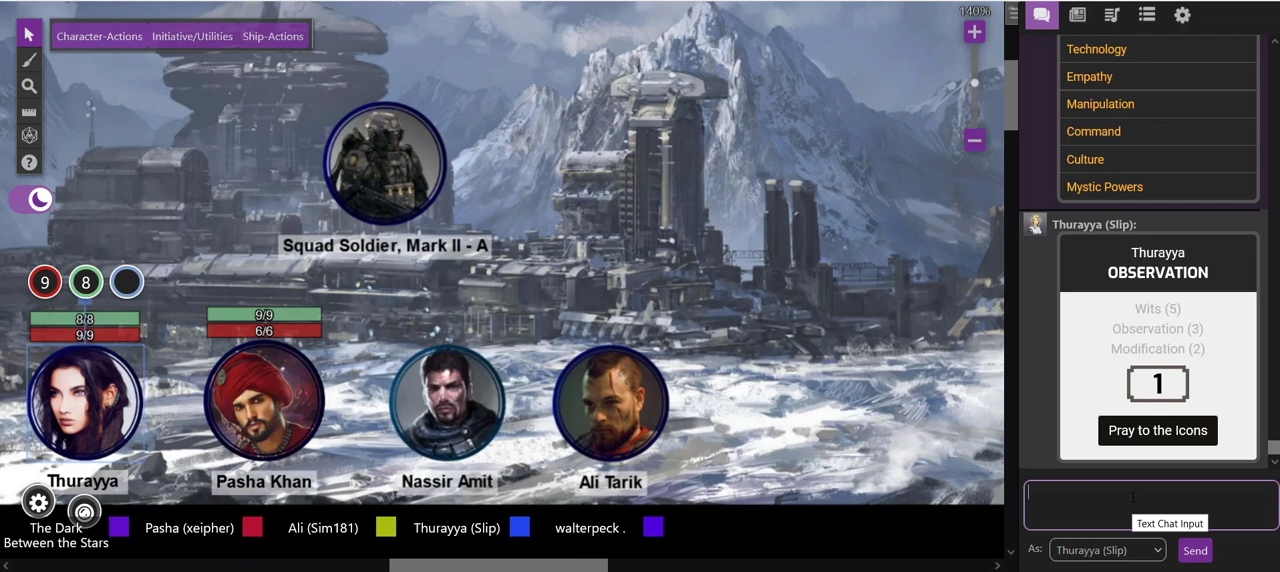 140%
Character-Actions Initiative/Utilities Ship-Actions
Squad Soldier, Mark II - A
9 8
8/8
9/9
9/9
6/6
Thurayya
Pasha Khan
Nassir Amit
Ali Tarik
The Dark
Between the Stars
Pasha (xeipher)
Ali (Sim181)
Thurayya (Slip)
walterpeck .
Technology
Empathy
Manipulation
Command
Culture
Mystic Powers
Thurayya (Slip):
Thurayya
OBSERVATION
Wits (5)
Observation (3)
Modification (2)
1
Pray to the Icons
Text Chat Input
As: Thurayya (Slip) Send